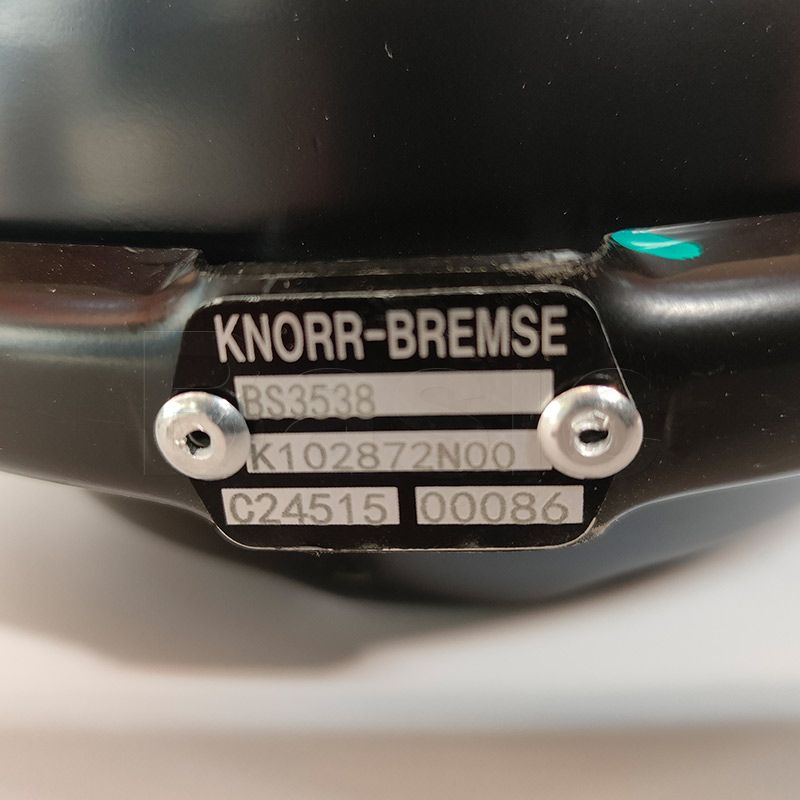 KNORR-BREMSE
BS3538
K102872N00
C24515 00086